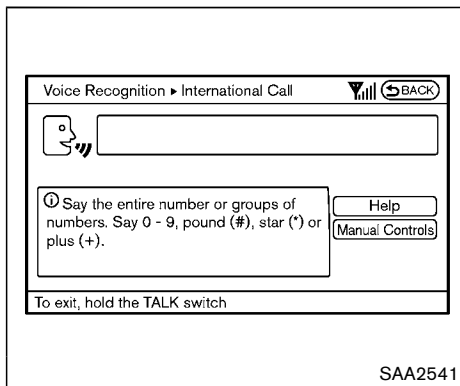 Voice Recognition ▸ International Call
BACK
ⓘ Say the entire number or groups of
numbers. Say 0 - 9, pound (#), star (*) or
plus (+).
Help
Manual Controls
To exit, hold the TALK switch
SAA2541